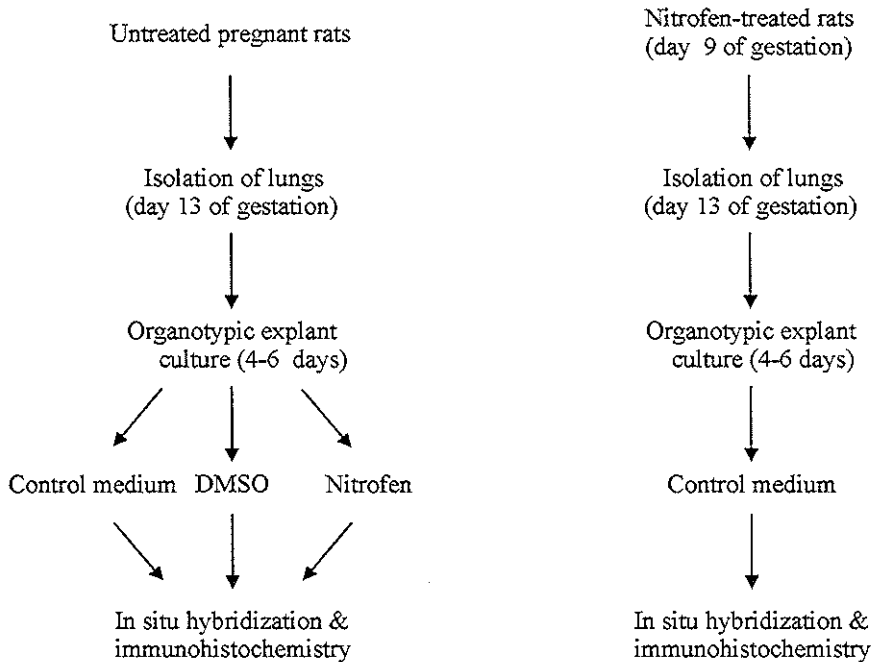 Untreated pregnant rats
Isolation of lungs
(day 13 of gestation)
Organotypic explant
culture (4-6 days)
Control medium DMSO Nitrofen
In situ hybridization &
immunohistochemistry
Nitrofen-treated rats
(day 9 of gestation)
Isolation of lungs
(day 13 of gestation)
Organotypic explant
culture (4-6 days)
Control medium
In situ hybridization &
immunohistochemistry